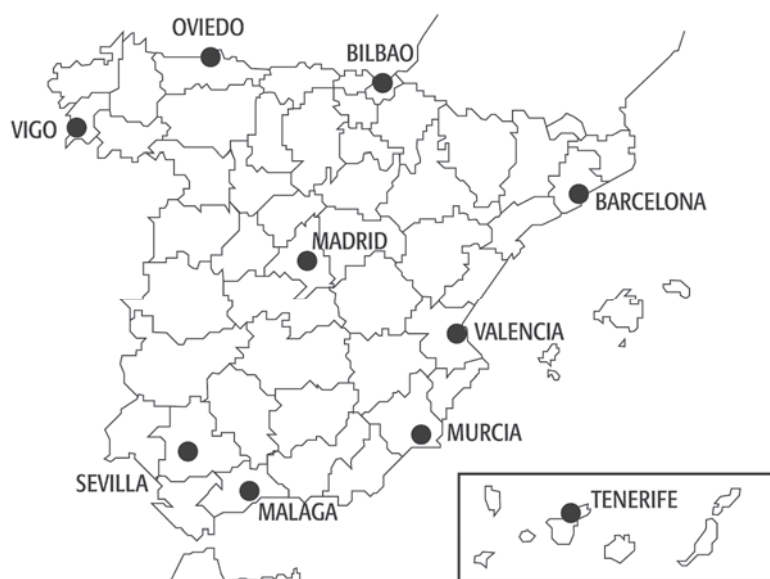 OVIEDO
BILBAO
VIGO
BARCELONA
MADRID
VALENCIA
MURCIA
SEVILLA
MALAGA
TENERIFE